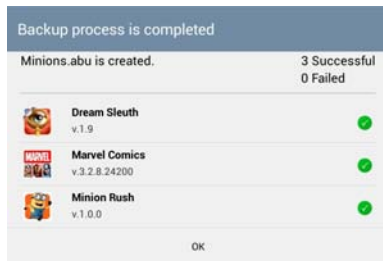 Backup process is completed
Minions.abu is created.
3 Successful
0 Failed
Dream Sleuth
v.1.9
MARVEL
Marvel Comics
v.3.2.8.24200
Minion Rush
v.1.0.0
OK